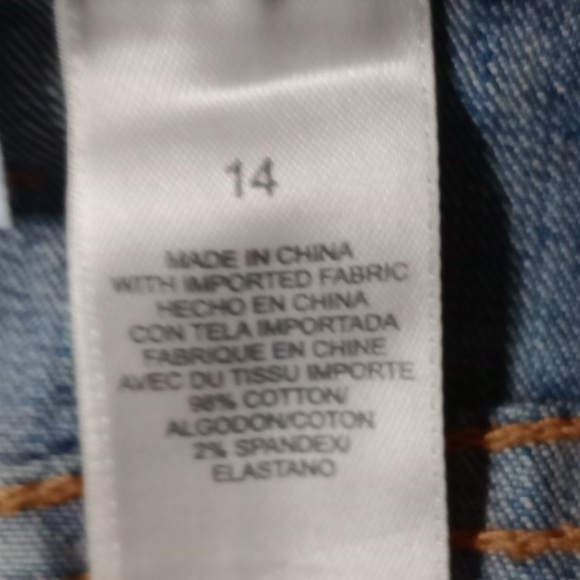 14
MADE IN CHINA
WITH IMPORTED FABRIC
HECHO EN CHINA
CON TELA IMPORTADA
FABRIQUE EN CHINE
AVEC DU TISSU IMPORTE
98% COTTON/
ALGODON/COTON
2% SPANDEX/
ELASTANO